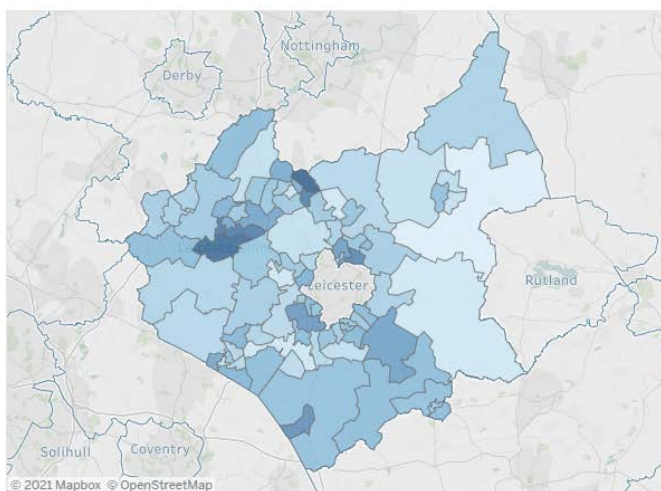 Nottingham
Derby
Leicester
Rutland
Solihull
Coventry
© 2021 Mapbox © OpenStreetMap